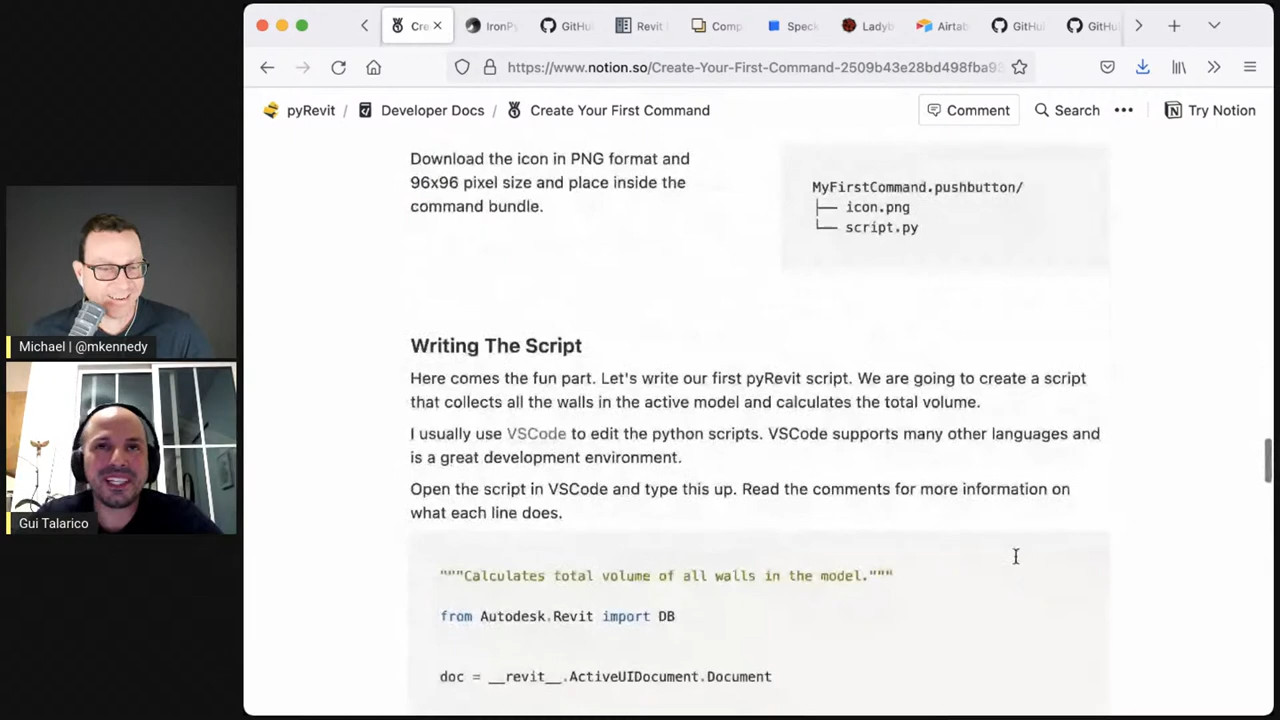 Cre
IronPy
GitHub
Revit
Comp
Speck
Ladyb
Airtab
GitHu
GitHu
https://www.notion.so/Create-Your-First-Command-2509b43e28bd498fba93
pyRevit / Developer Docs / Create Your First Command
Comment
Search
Try Notion
Download the icon in PNG format and
96x96 pixel size and place inside the
command bundle.
MyFirstCommand.pushbutton/
├── icon.png
└── script.py
Writing The Script
Here comes the fun part. Let's write our first pyRevit script. We are going to create a script
that collects all the walls in the active model and calculates the total volume.
I usually use VSCode to edit the python scripts. VSCode supports many other languages and
is a great development environment.
Open the script in VSCode and type this up. Read the comments for more information on
what each line does.
"""Calculates total volume of all walls in the model."""
from Autodesk.Revit import DB
doc = __revit__.ActiveUIDocument.Document
Michael | @mkennedy
Gui Talarico